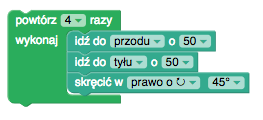 powtórz 4 razy
wykonaj idź do przodu o 50
idź do tyłu o 50
skręcić w prawo o ↻ 45°